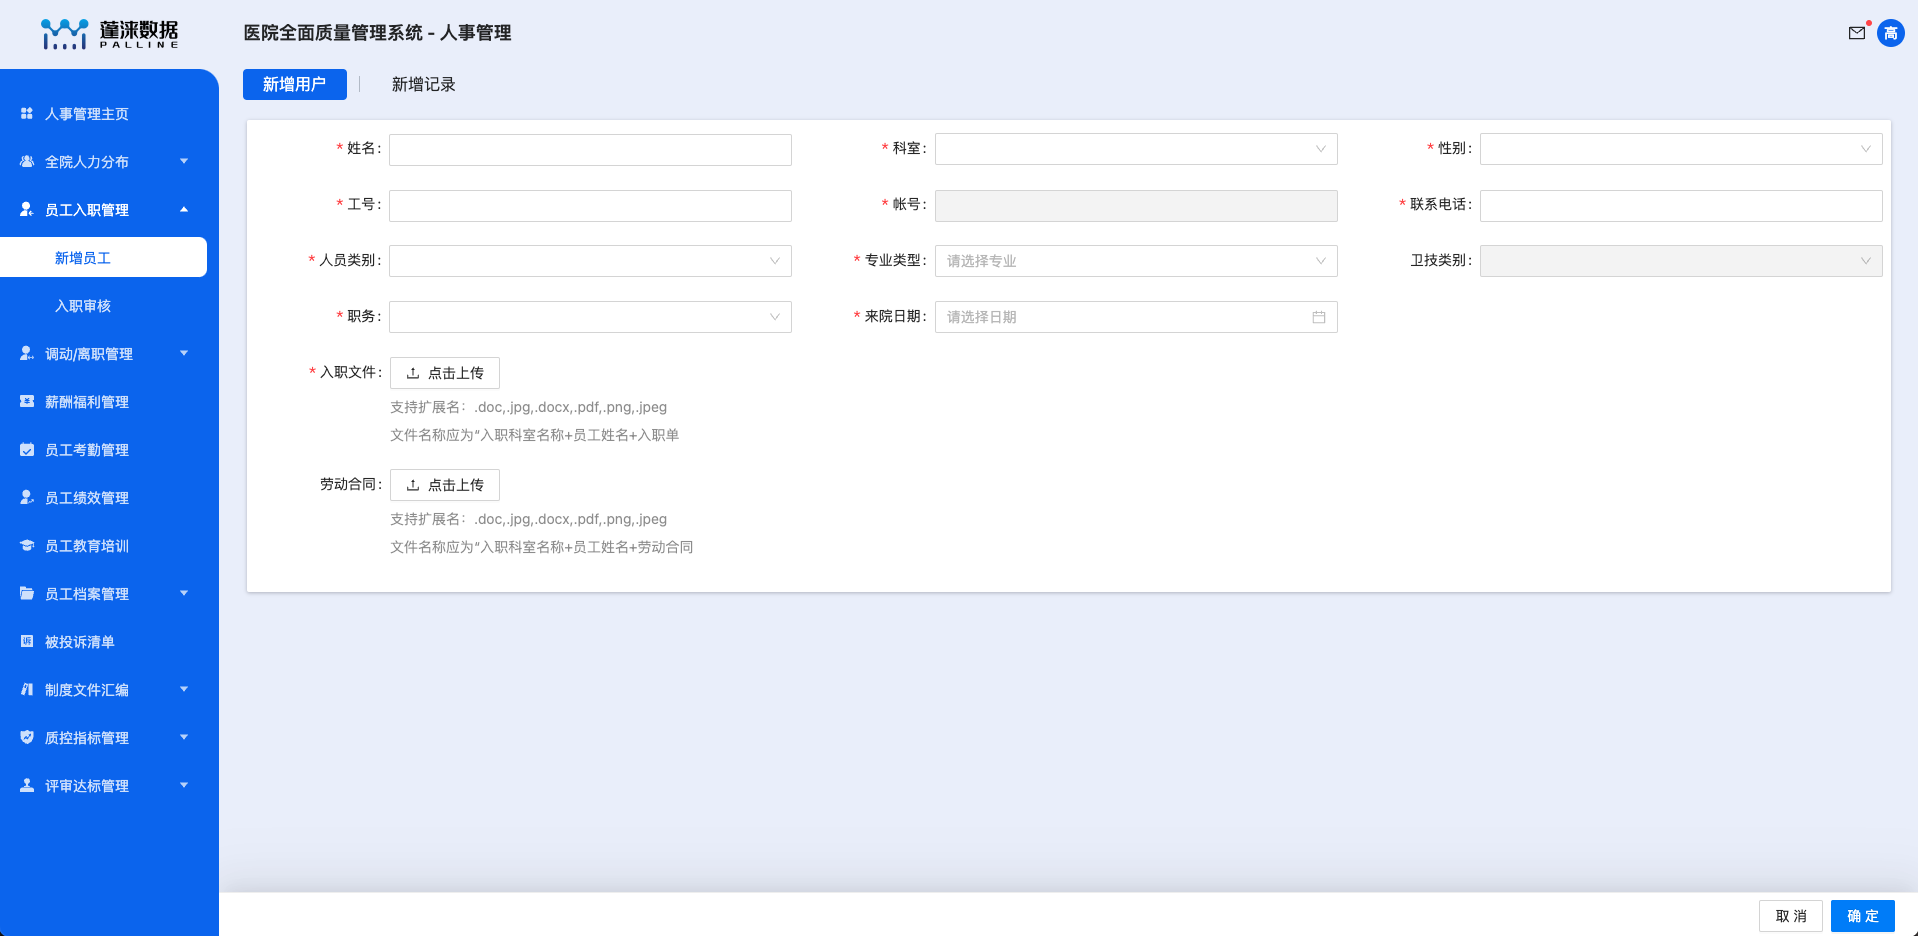 蓬涞数据
PALLINE
医院全面质量管理系统 - 人事管理
高
人事管理主页
全院人力分布
员工入职管理
新增员工
入职审核
调动/离职管理
薪酬福利管理
员工考勤管理
员工绩效管理
员工教育培训
员工档案管理
被投诉清单
制度文件汇编
质控指标管理
评审达标管理
新增用户
新增记录
* 姓名:
* 科室:
* 性别:
* 工号:
* 帐号:
* 联系电话:
* 人员类别:
* 专业类型: 请选择专业
卫技类别:
* 职务:
* 来院日期: 请选择日期
* 入职文件: 点击上传
支持扩展名：.doc,.jpg,.docx,.pdf,.png,.jpeg
文件名称应为“入职科室名称+员工姓名+入职单
劳动合同: 点击上传
支持扩展名：.doc,.jpg,.docx,.pdf,.png,.jpeg
文件名称应为“入职科室名称+员工姓名+劳动合同
取 消
确 定